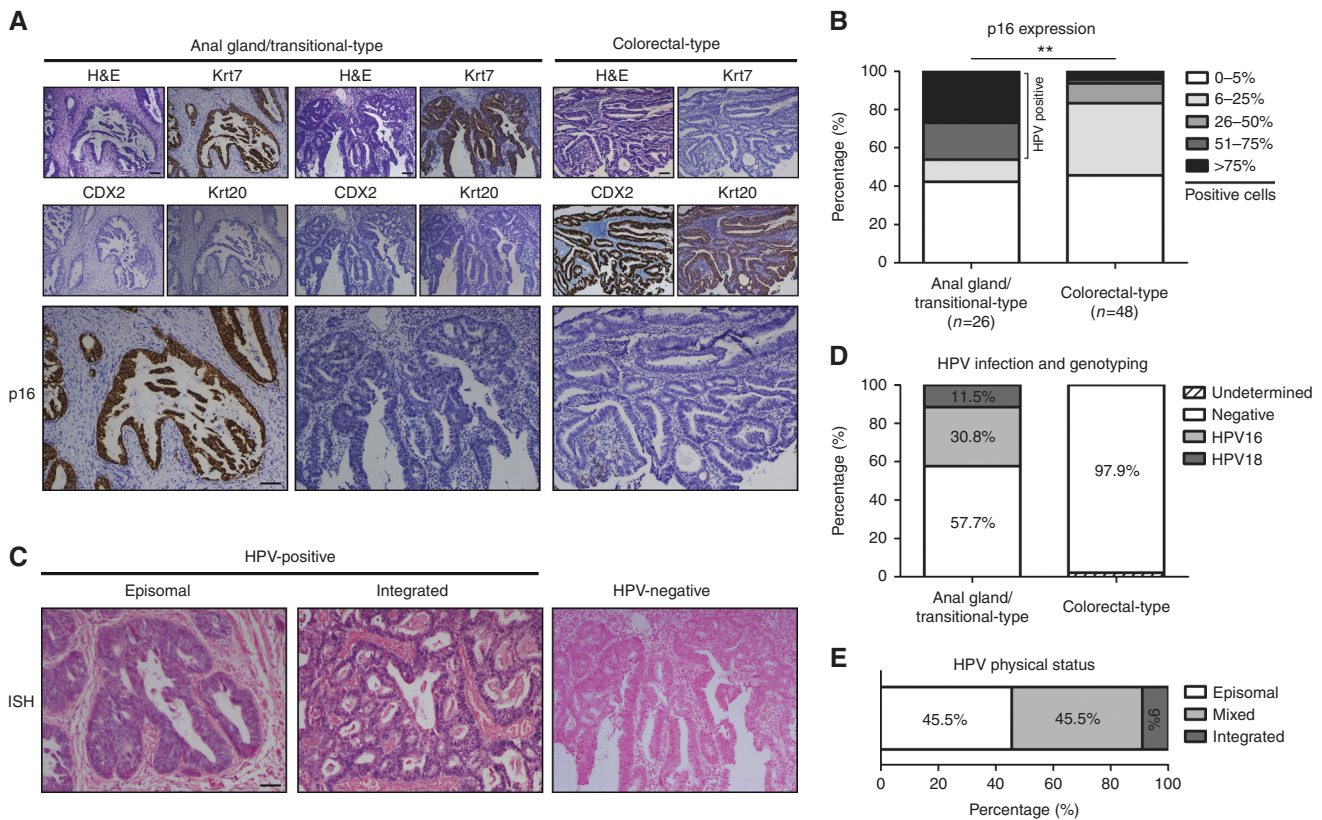 A
Anal gland/transitional-type
Colorectal-type
H&E
Krt7
H&E
Krt7
H&E
Krt7
CDX2
Krt20
CDX2
Krt20
CDX2
Krt20
p16
B
p16 expression
**
Percentage (%)
100
80
60
40
20
0
HPV positive
0–5%
6–25%
26–50%
51–75%
>75%
Positive cells
Anal gland/
transitional-type
(n=26)
Colorectal-type
(n=48)
C
HPV-positive
Episomal
Integrated
HPV-negative
ISH
D
HPV infection and genotyping
Percentage (%)
100
80
60
40
20
0
11.5%
30.8%
57.7%
97.9%
Undetermined
Negative
HPV16
HPV18
Anal gland/
transitional-type
Colorectal-type
E
HPV physical status
45.5%
45.5%
9%
Episomal
Mixed
Integrated
0
20
40
60
80
100
Percentage (%)